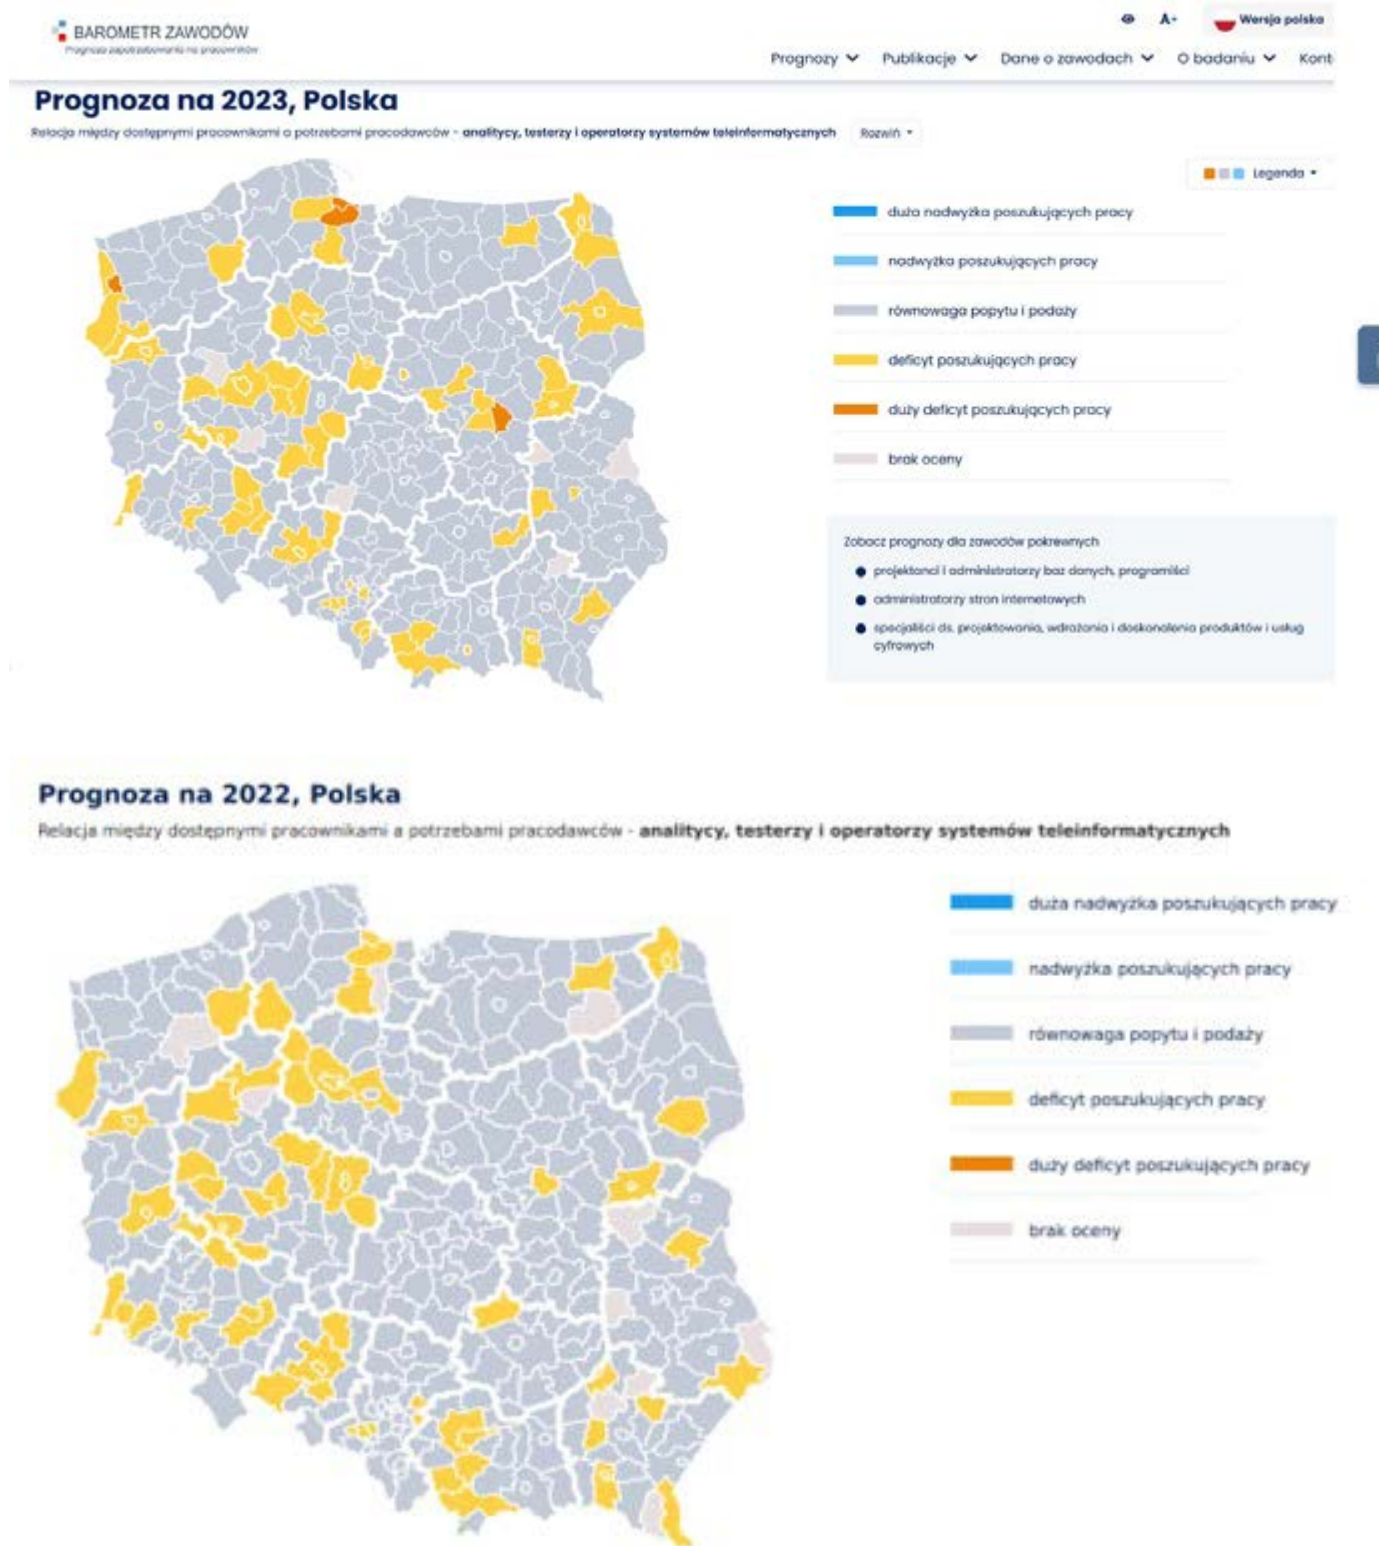 BAROMETR ZAWODÓW
Prognoza zapotrzebowania na pracowników
A+
Wersja polska
Prognozy
Publikacje
Dane o zawodach
O badaniu
Kont
Prognoza na 2023, Polska
Relacja między dostępnymi pracownikami a potrzebami pracodawców - analitycy, testerzy i operatorzy systemów teleinformatycznych
Rozwiń
Legenda
duża nadwyżka poszukujących pracy
nadwyżka poszukujących pracy
równowaga popytu i podaży
deficyt poszukujących pracy
duży deficyt poszukujących pracy
brak oceny
Zobacz prognozy dla zawodów pokrewnych
projektanci i administratorzy baz danych, programiści
administratorzy stron internetowych
specjaliści ds. projektowania, wdrażania i doskonalenia produktów i usług
cyfrowych
Prognoza na 2022, Polska
Relacja między dostępnymi pracownikami a potrzebami pracodawców - analitycy, testerzy i operatorzy systemów teleinformatycznych
duża nadwyżka poszukujących pracy
nadwyżka poszukujących pracy
równowaga popytu i podaży
deficyt poszukujących pracy
duży deficyt poszukujących pracy
brak oceny